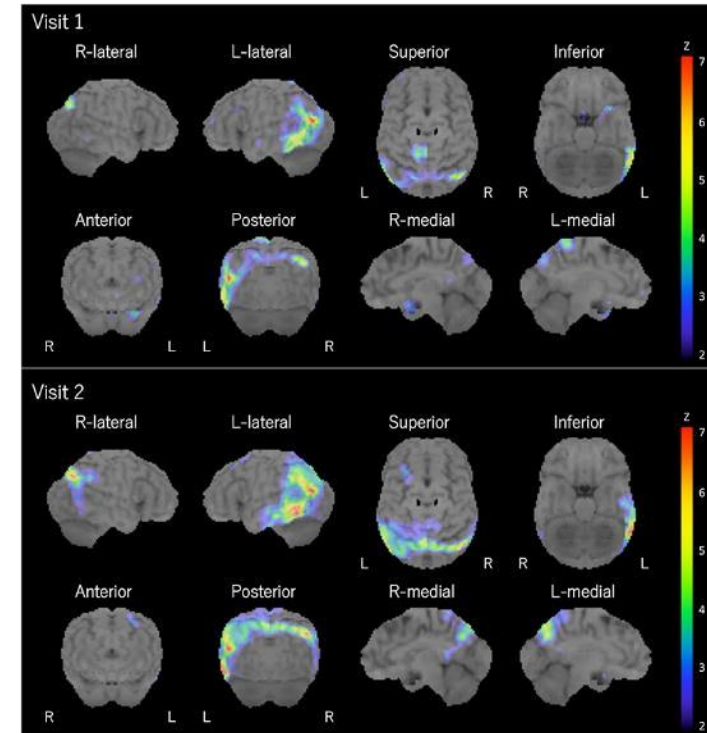 Visit 1
R-lateral L-lateral Superior Inferior
Z
7
6
5
4
3
2
L R R L
Anterior Posterior R-medial L-medial
R L L R
Visit 2
R-lateral L-lateral Superior Inferior
Z
7
6
5
4
3
2
L R R L
Anterior Posterior R-medial L-medial
R L L R